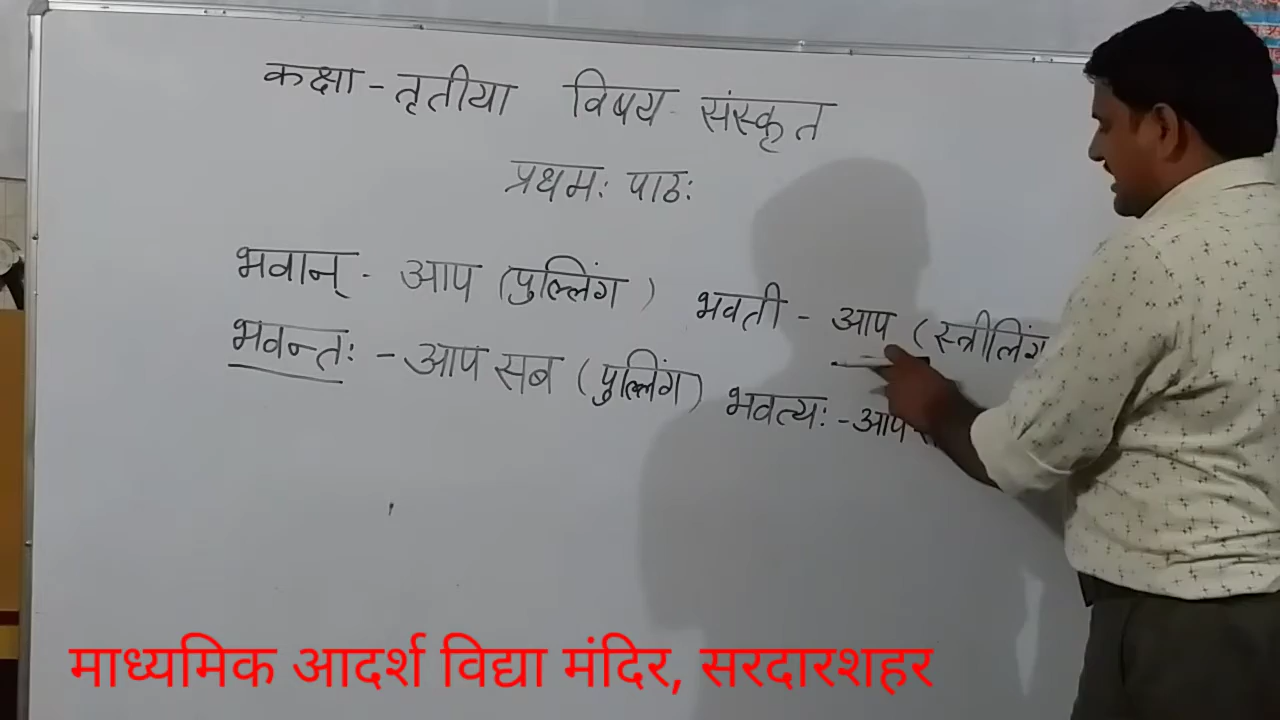 कक्षा - तृतीया विषय - संस्कृत
प्रथमः पाठः
भवान् - आप (पुल्लिंग) भवती - आप (स्त्रीलिंग
भवन्तः - आप सब (पुल्लिंग) भवत्यः - आप
माध्यमिक आदर्श विद्या मंदिर, सरदारशहर